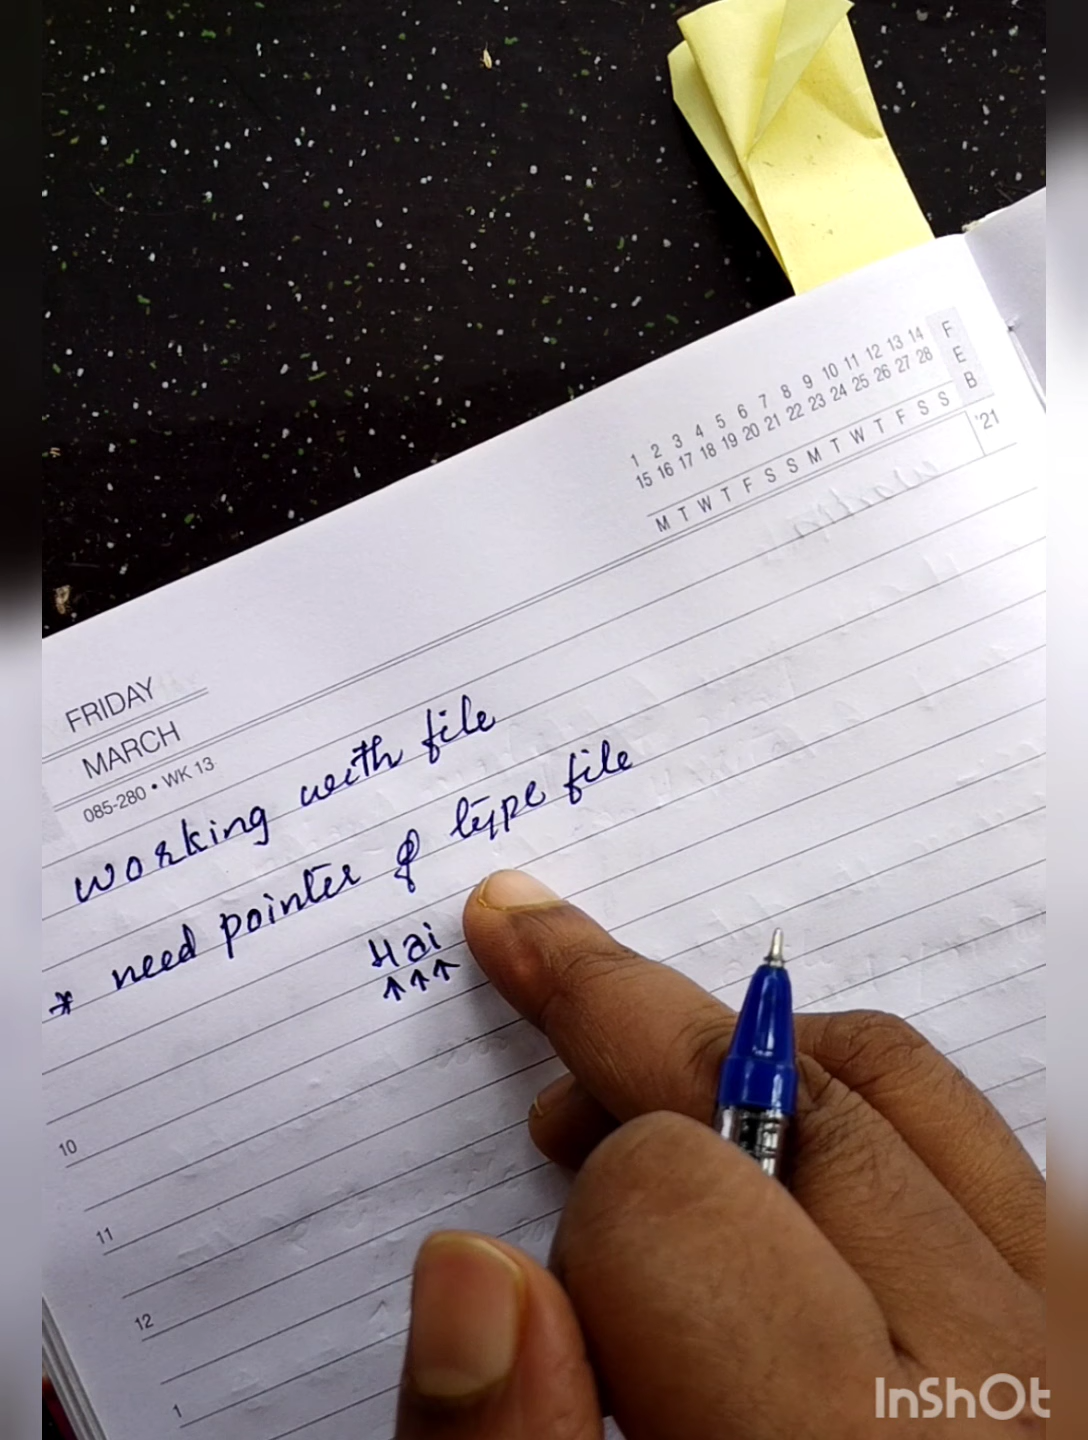 1 2 3 4 5 6 7 8 9 10 11 12 13 14
15 16 17 18 19 20 21 22 23 24 25 26 27 28
M T W T F S S M T W T F S S
FEB
'21
FRIDAY
MARCH
085-280 • WK 13
working with file
* need pointer of type file
Hai
↑↑↑
10
11
12
1
InShOt